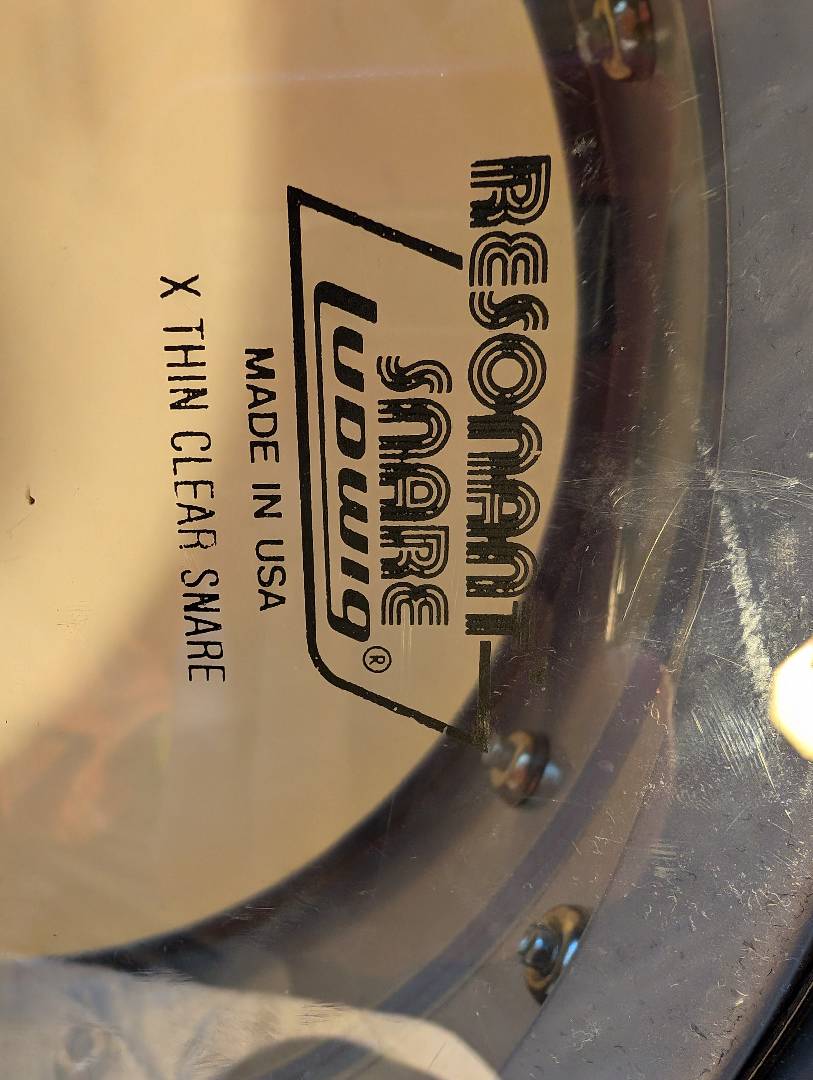 RESONANT
SNARE
Ludwig®
MADE IN USA
X THIN CLEAR SNARE